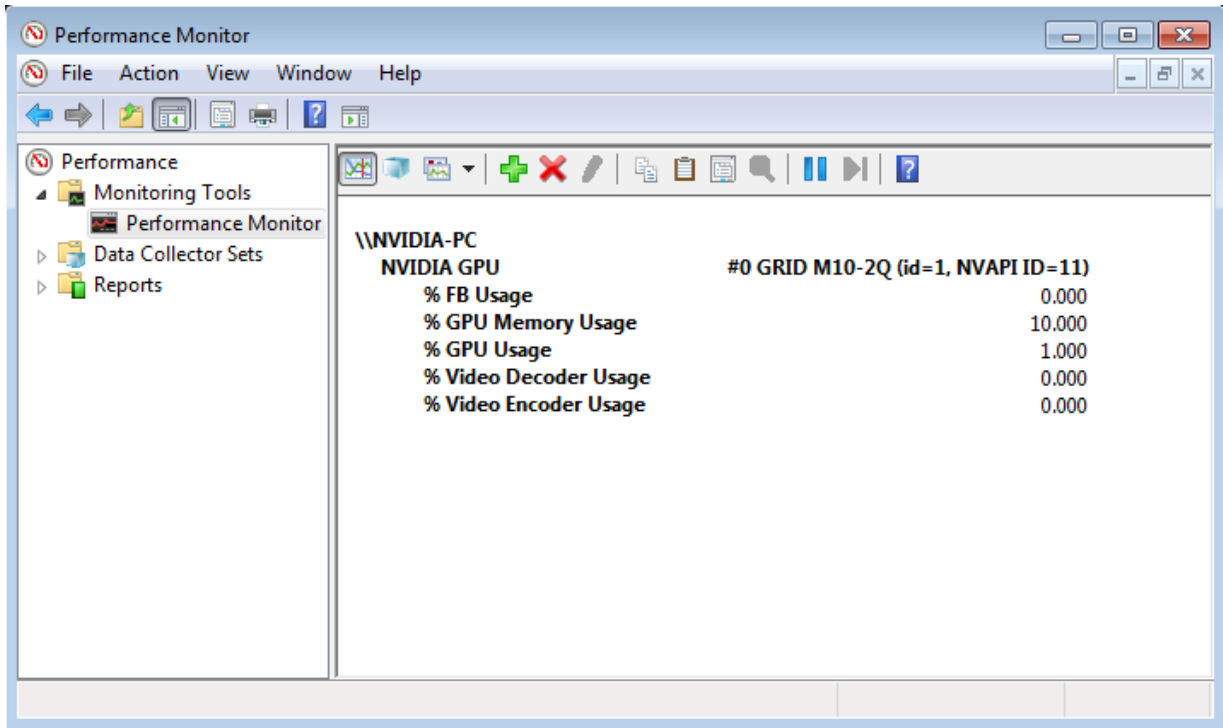 Performance Monitor
File Action View Window Help
Performance
Monitoring Tools
Performance Monitor
Data Collector Sets
Reports
\\NVIDIA-PC
NVIDIA GPU #0 GRID M10-2Q (id=1, NVAPI ID=11)
% FB Usage 0.000
% GPU Memory Usage 10.000
% GPU Usage 1.000
% Video Decoder Usage 0.000
% Video Encoder Usage 0.000